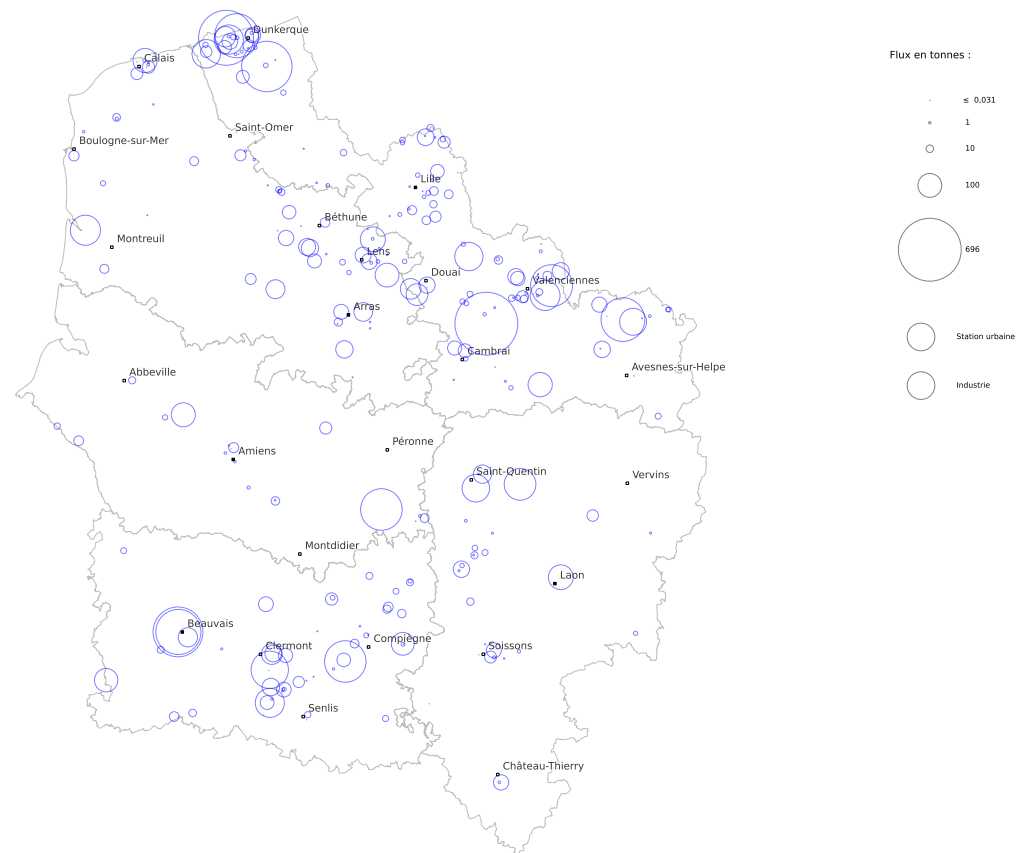 Dunkerque
Flux en tonnes :
Calais
≤ 0,031
1
Saint-Omer
Boulogne-sur-Mer
10
Lille
100
Béthune
Montreuil
Lens
696
Douai
Valenciennes
Arras
Station urbaine
Cambrai
Avesnes-sur-Helpe
Abbeville
Industrie
Péronne
Amiens
Saint-Quentin
Vervins
Montdidier
Laon
Beauvais
Compiègne
Clermont
Soissons
Senlis
Château-Thierry